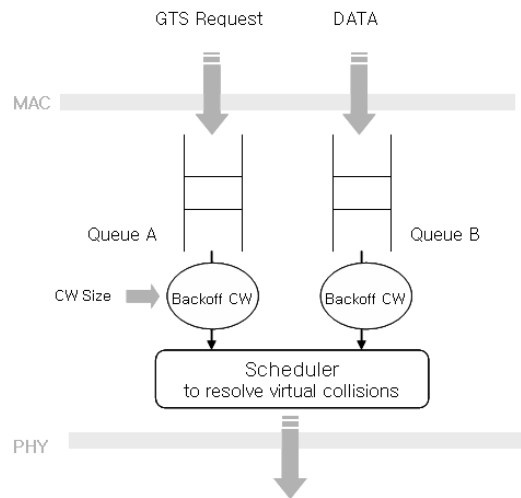 GTS Request
DATA
MAC
Queue A
Queue B
CW Size
Backoff CW
Backoff CW
Scheduler
to resolve virtual collisions
PHY